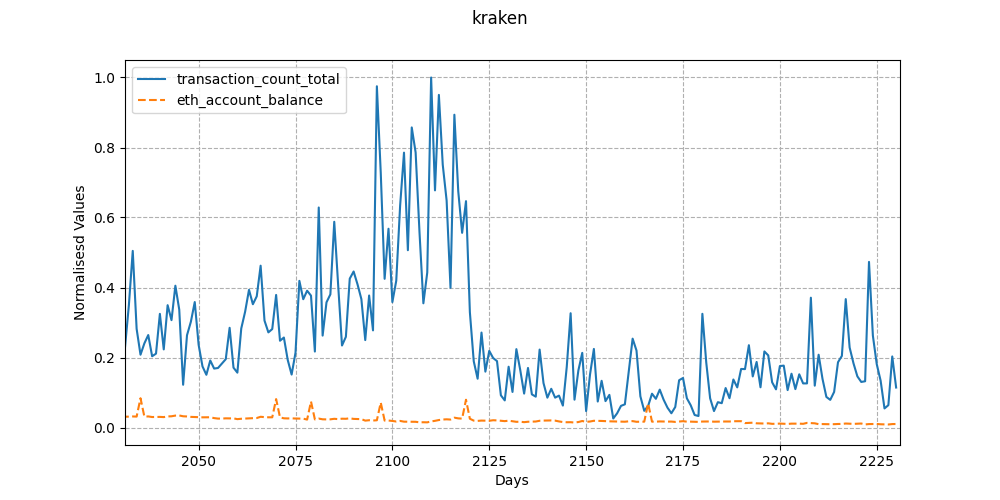 kraken
transaction_count_total
eth_account_balance
1.0
0.8
0.6
0.4
0.2
0.0
Normalisesd Values
2050 2075 2100 2125 2150 2175 2200 2225
Days